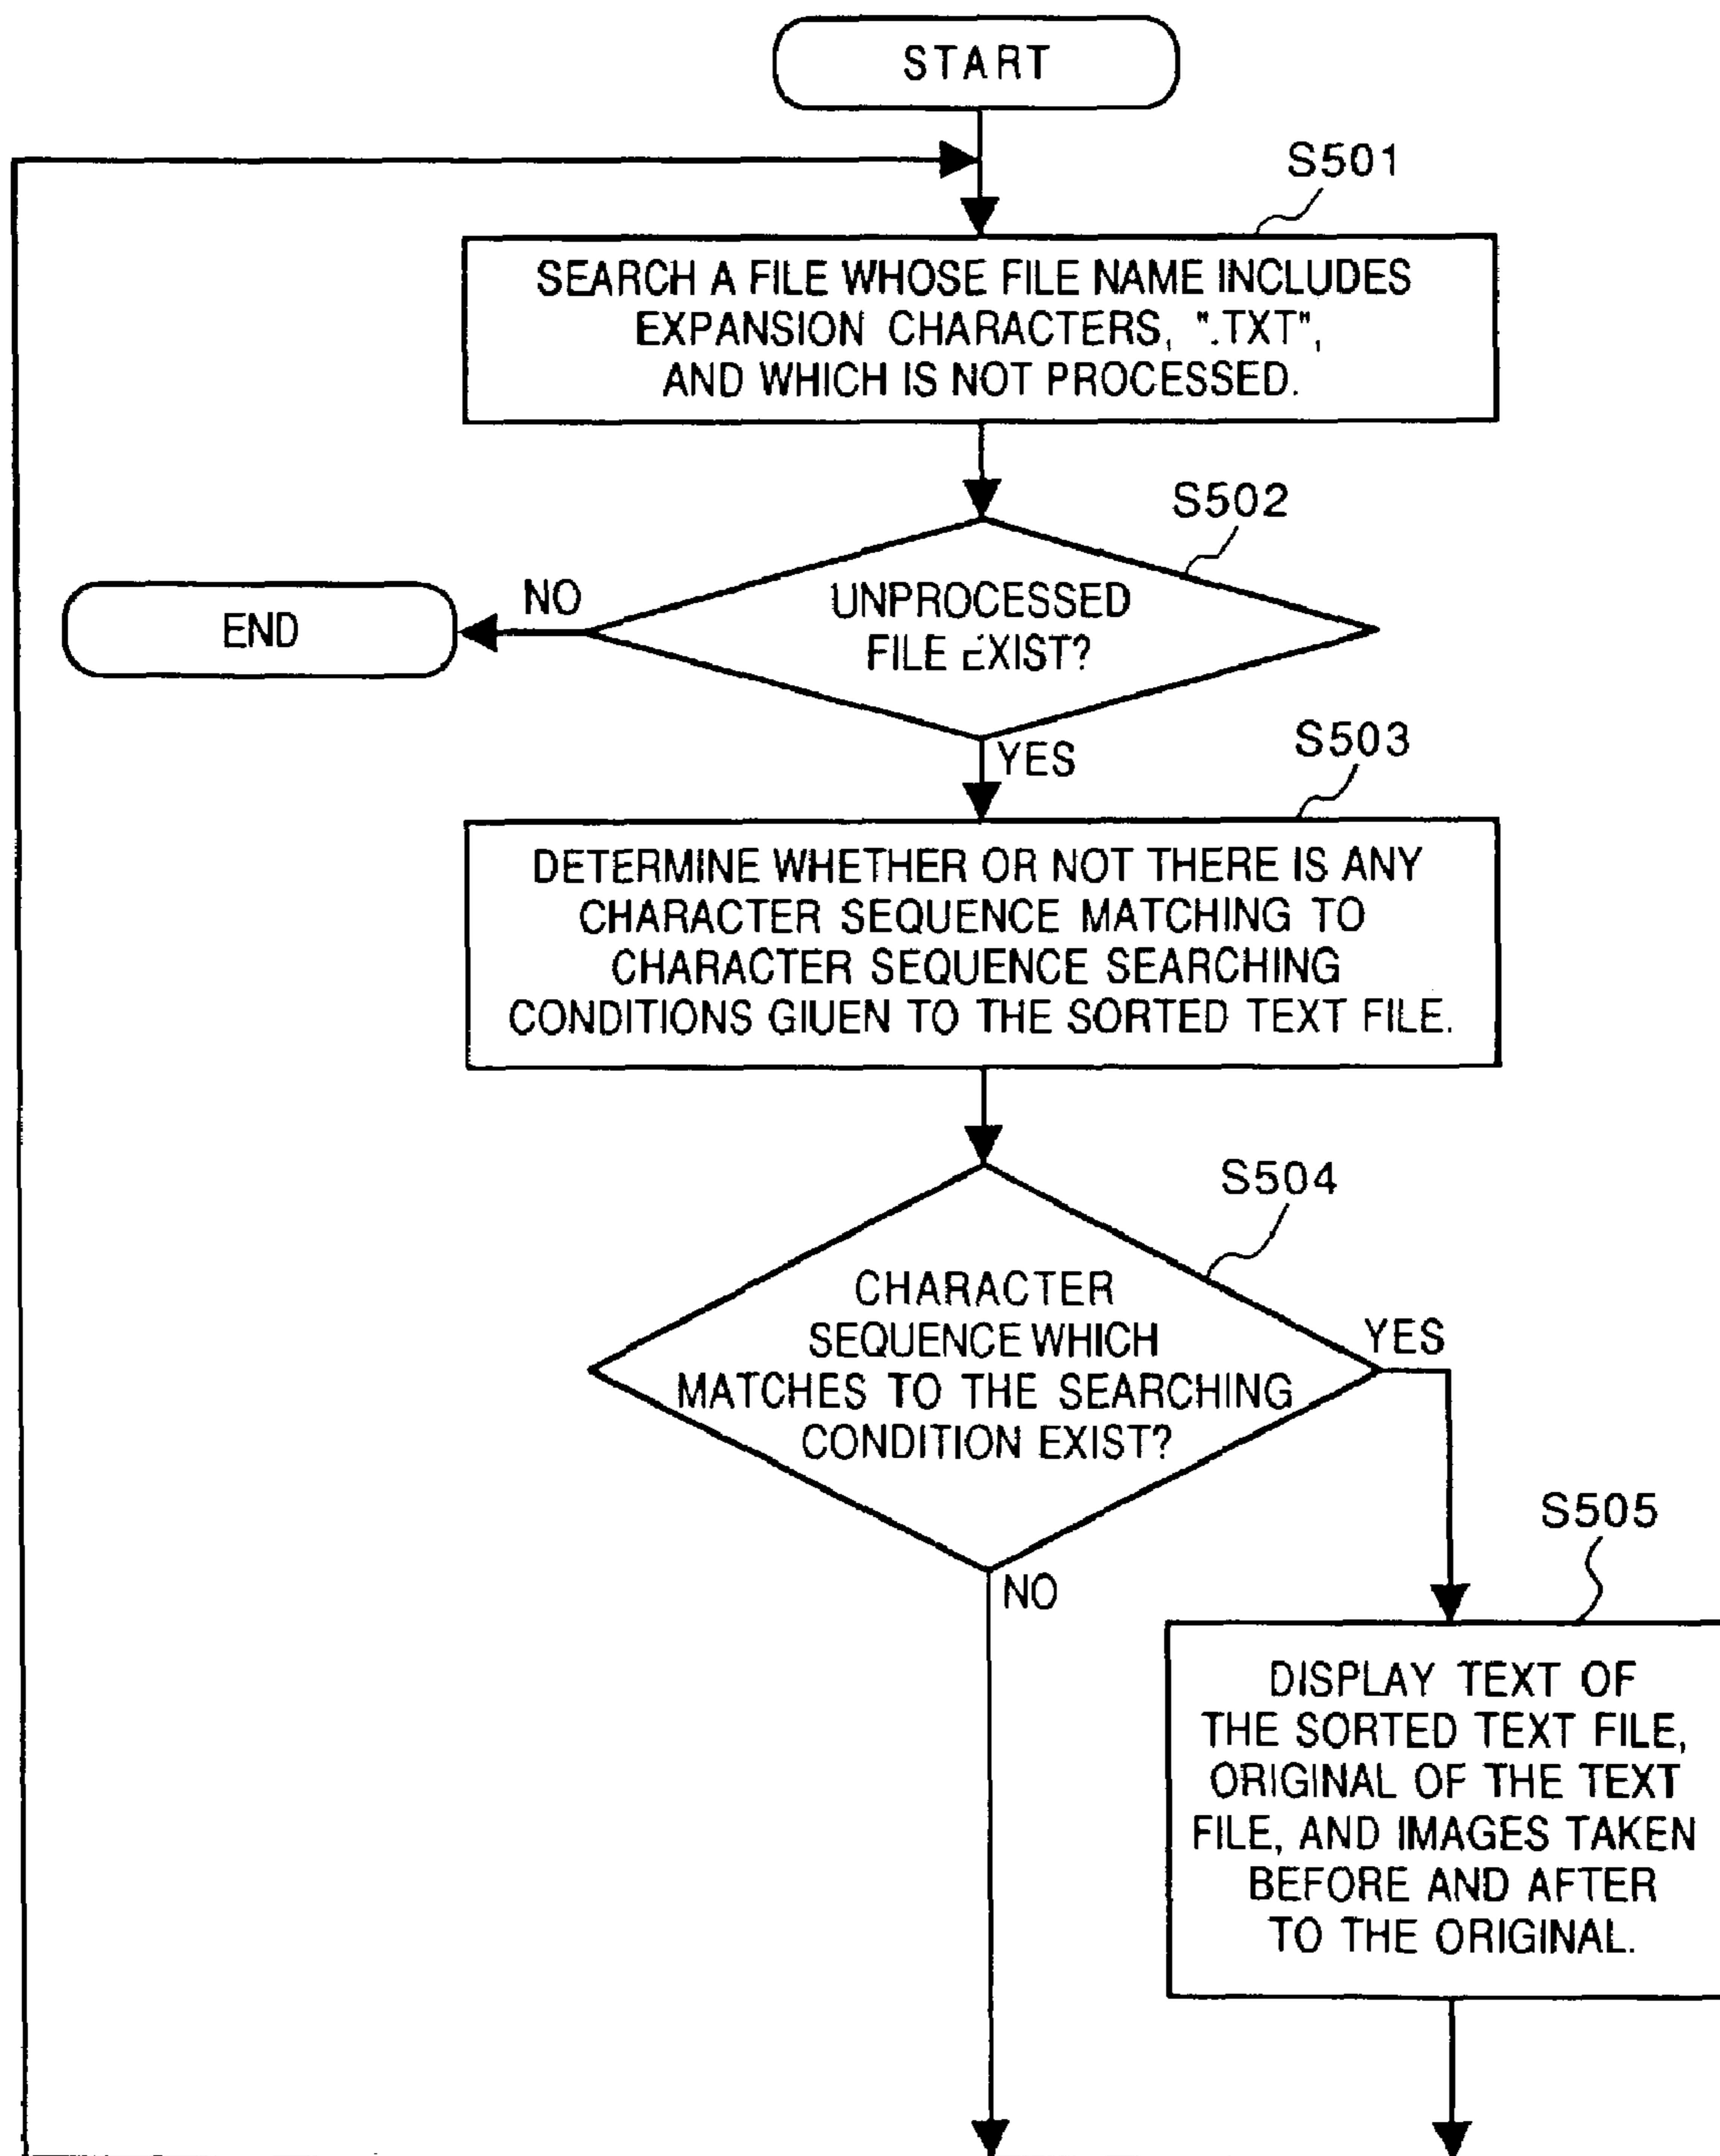 START
S501
SEARCH A FILE WHOSE FILE NAME INCLUDES
EXPANSION CHARACTERS, ".TXT",
AND WHICH IS NOT PROCESSED.
S502
UNPROCESSED
FILE EXIST?
NO
END
YES
S503
DETERMINE WHETHER OR NOT THERE IS ANY
CHARACTER SEQUENCE MATCHING TO
CHARACTER SEQUENCE SEARCHING
CONDITIONS GIUEN TO THE SORTED TEXT FILE.
S504
CHARACTER
SEQUENCE WHICH
MATCHES TO THE SEARCHING
CONDITION EXIST?
YES
NO
S505
DISPLAY TEXT OF
THE SORTED TEXT FILE,
ORIGINAL OF THE TEXT
FILE, AND IMAGES TAKEN
BEFORE AND AFTER
TO THE ORIGINAL.